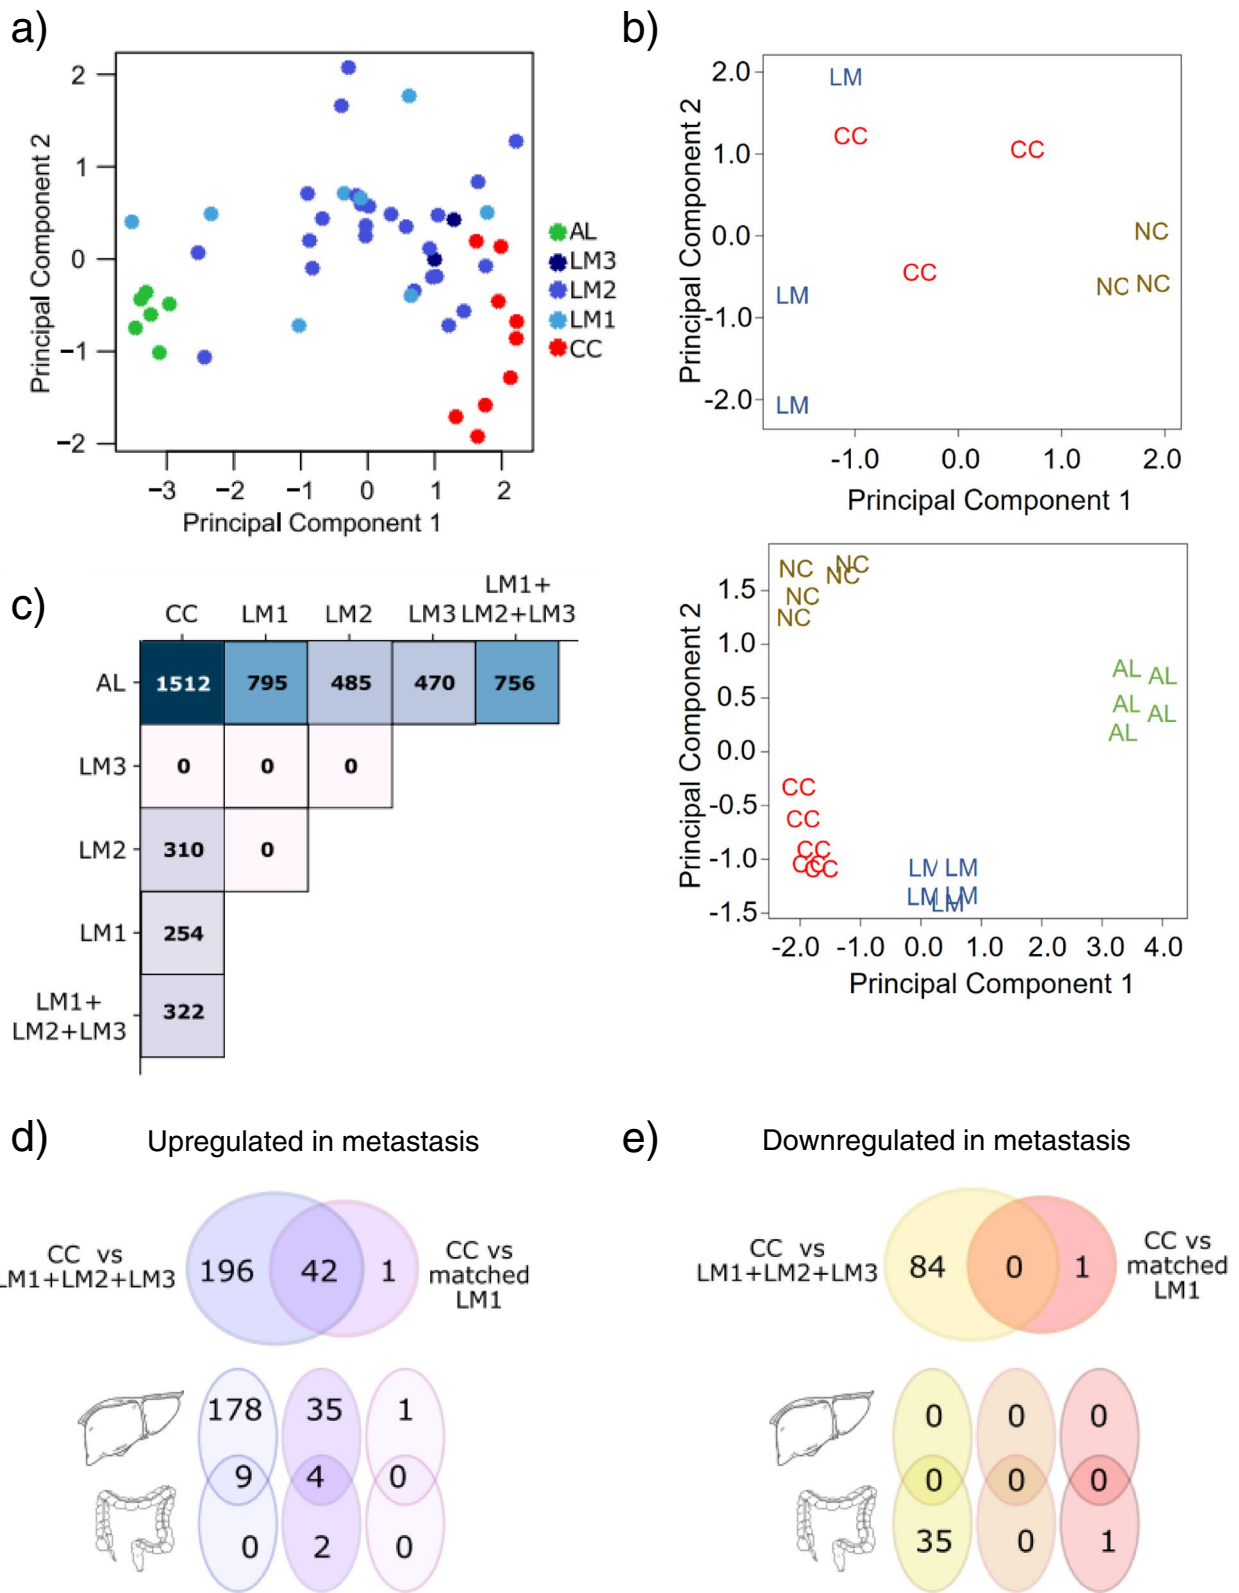 a)
2
1
0
−1
−2
Principal Component 2
−3 −2 −1 0 1 2
Principal Component 1
AL
LM3
LM2
LM1
CC
b)
2.0
1.0
0.0
-1.0
-2.0
Principal Component 2
LM
CC
CC
NC
CC
NC NC
LM
LM
-1.0 0.0 1.0 2.0
Principal Component 1
1.5
1.0
0.5
0.0
-0.5
-1.0
-1.5
Principal Component 2
NC NC
NC
NC
NC
AL AL
AL AL
AL
CC
CC
CC
CC
CC
LM LM
LM LM
LM
-2.0 -1.0 0.0 1.0 2.0 3.0 4.0
Principal Component 1
c)
LM1+
CC LM1 LM2 LM3 LM2+LM3
AL 1512 795 485 470 756
LM3 0 0 0
LM2 310 0
LM1 254
LM1+
LM2+LM3 322
d) Upregulated in metastasis
CC vs
LM1+LM2+LM3
196 42 1
CC vs
matched
LM1
178 35 1
9 4 0
0 2 0
e) Downregulated in metastasis
CC vs
LM1+LM2+LM3
84 0 1
CC vs
matched
LM1
0 0 0
0 0 0
35 0 1